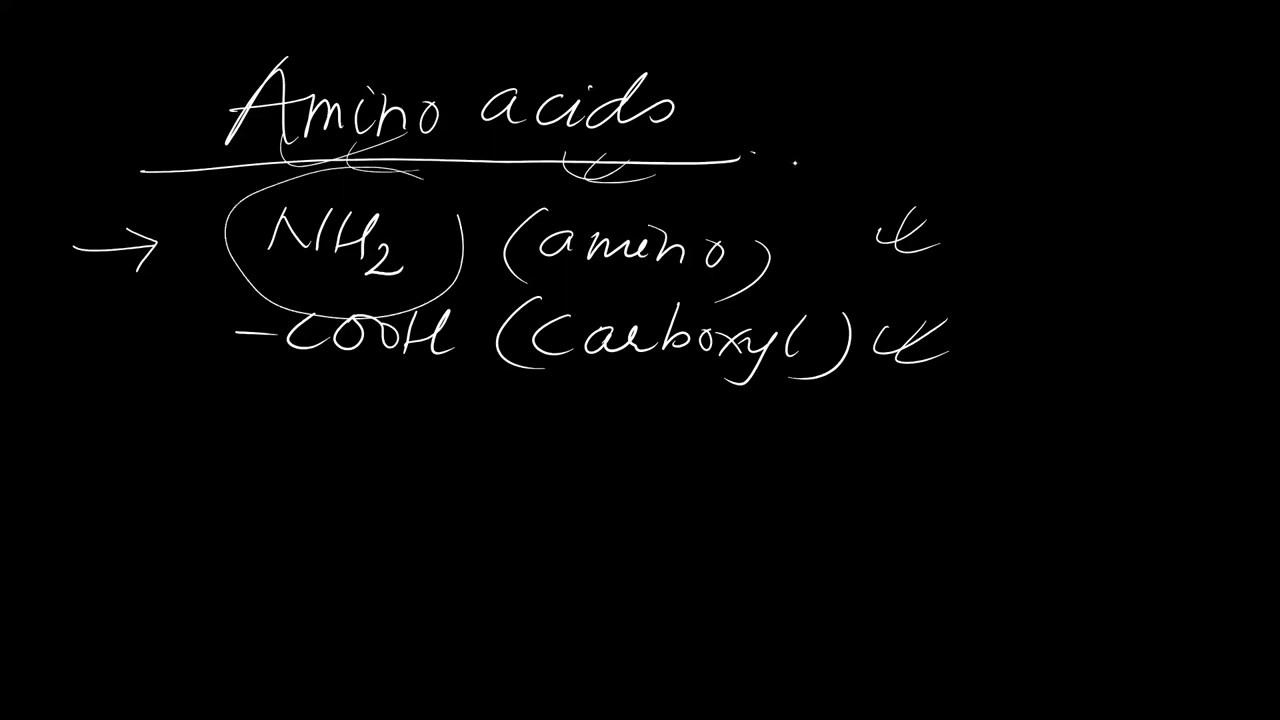 Amino acids
→ NH₂ (amino)
-COOH (Carboxyl)